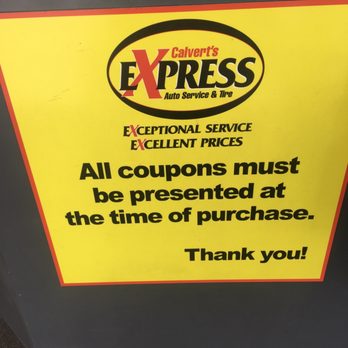 Calvert's
EXPRESS
Auto Service & Tire
EXCEPTIONAL SERVICE
EXCELLENT PRICES
All coupons must
be presented at
the time of purchase.
Thank you!